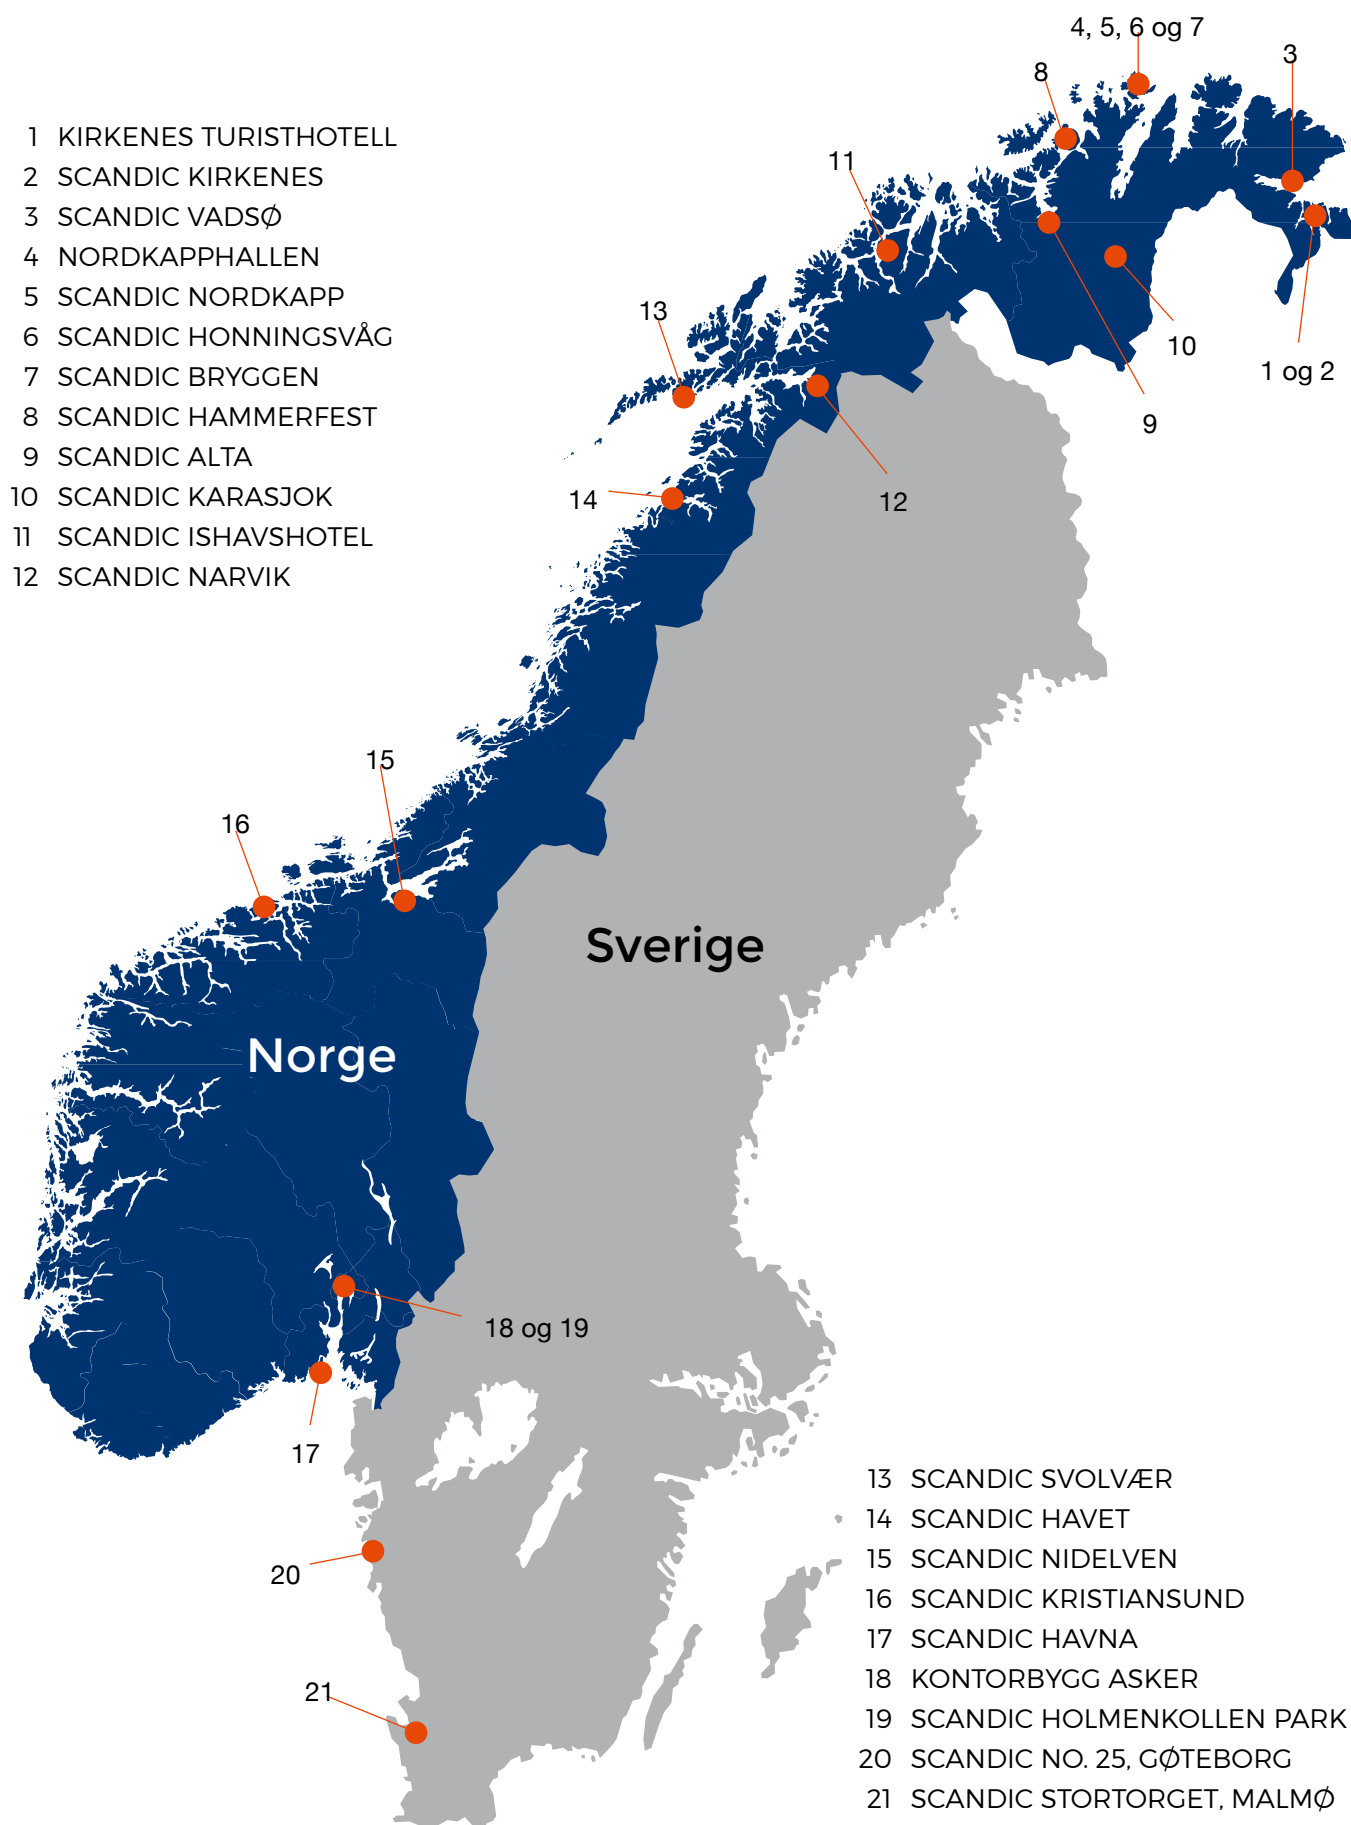 4, 5, 6 og 7
3
8
1 KIRKENES TURISTHOTELL
2 SCANDIC KIRKENES
3 SCANDIC VADSØ
4 NORDKAPPHALLEN
5 SCANDIC NORDKAPP
6 SCANDIC HONNINGSVÅG
7 SCANDIC BRYGGEN
8 SCANDIC HAMMERFEST
9 SCANDIC ALTA
10 SCANDIC KARASJOK
11 SCANDIC ISHAVSHOTEL
12 SCANDIC NARVIK
11
13
10
1 og 2
9
14
12
15
16
Sverige
Norge
18 og 19
17
20
21
13 SCANDIC SVOLVÆR
14 SCANDIC HAVET
15 SCANDIC NIDELVEN
16 SCANDIC KRISTIANSUND
17 SCANDIC HAVNA
18 KONTORBYGG ASKER
19 SCANDIC HOLMENKOLLEN PARK
20 SCANDIC NO. 25, GØTEBORG
21 SCANDIC STORTORGET, MALMØ